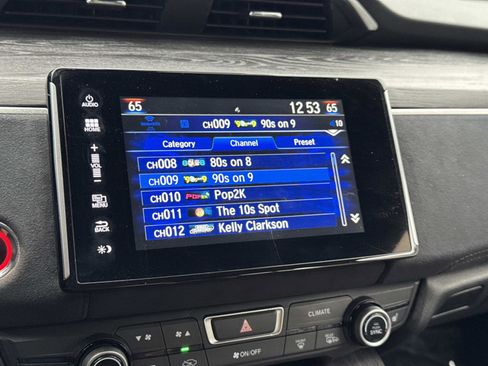 65 12:53 65
AUDIO
CH009 90s on 9 10
HOME
Category Channel Preset
+
VOL
−
CH008 80s on 8
CH009 90s on 9
CH010 Pop2K
CH011 The 10s Spot
CH012 Kelly Clarkson
MENU
BACK
CLIMATE
SYNC
ON/OFF